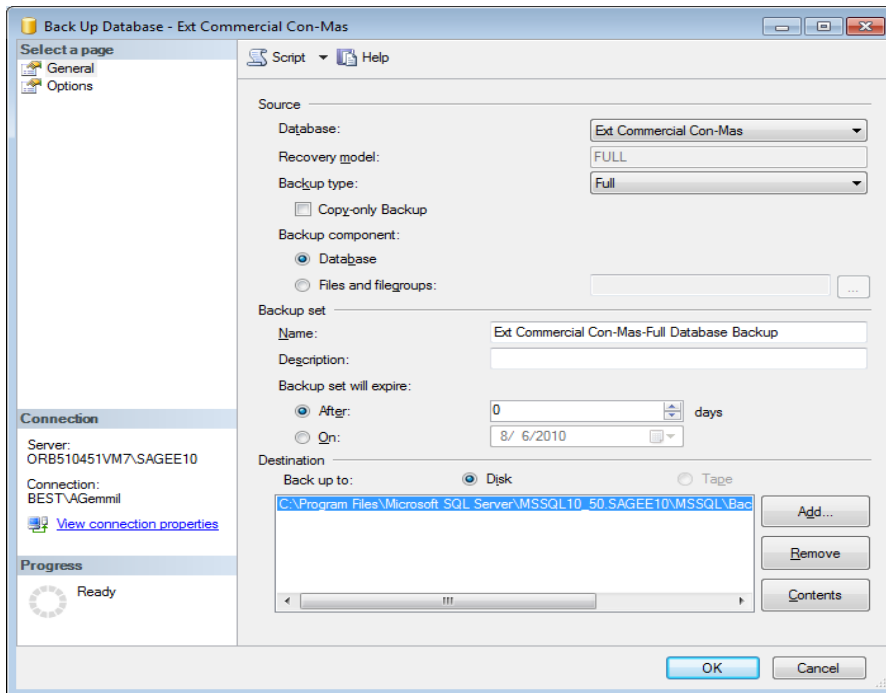 Back Up Database - Ext Commercial Con-Mas
Select a page
General
Options
Script Help
Source
Database: Ext Commercial Con-Mas
Recovery model: FULL
Backup type: Full
Copy-only Backup
Backup component:
Database
Files and filegroups: ...
Backup set
Name: Ext Commercial Con-Mas-Full Database Backup
Description:
Backup set will expire:
After: 0 days
On: 8/ 6/2010
Destination
Back up to: Disk Tape
C:\Program Files\Microsoft SQL Server\MSSQL10_50.SAGEE10\MSSQL\Bac
Add...
Remove
Contents
Connection
Server:
ORB510451VM7\SAGEE10
Connection:
BEST\AGemmil
View connection properties
Progress
Ready
OK Cancel